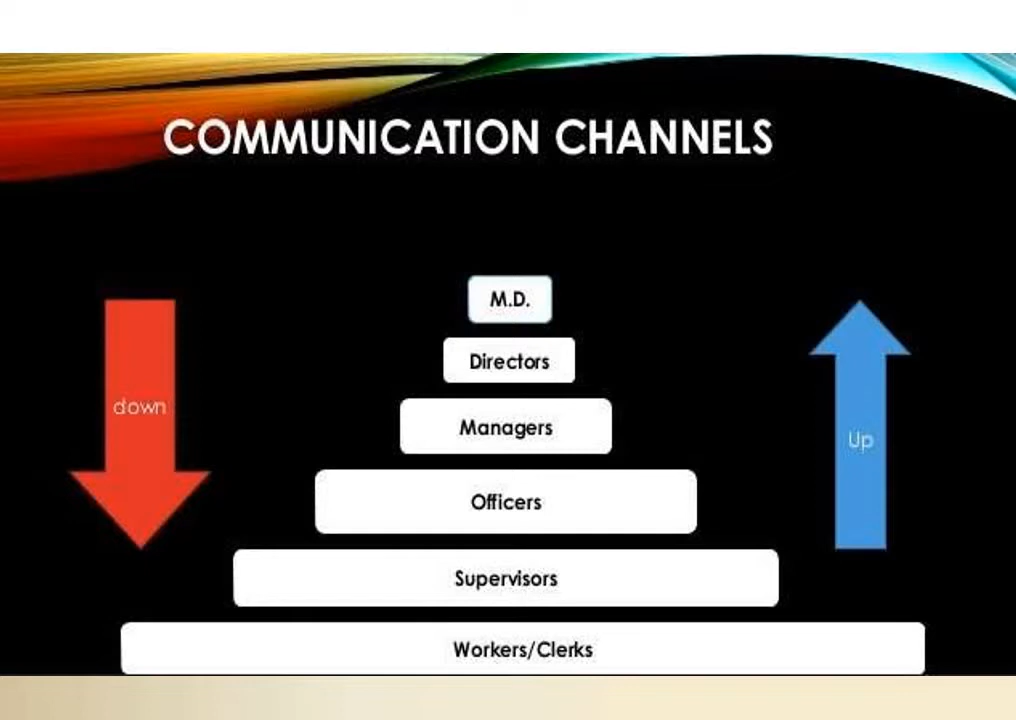 COMMUNICATION CHANNELS
M.D.
Directors
down
Managers
Up
Officers
Supervisors
Workers/Clerks